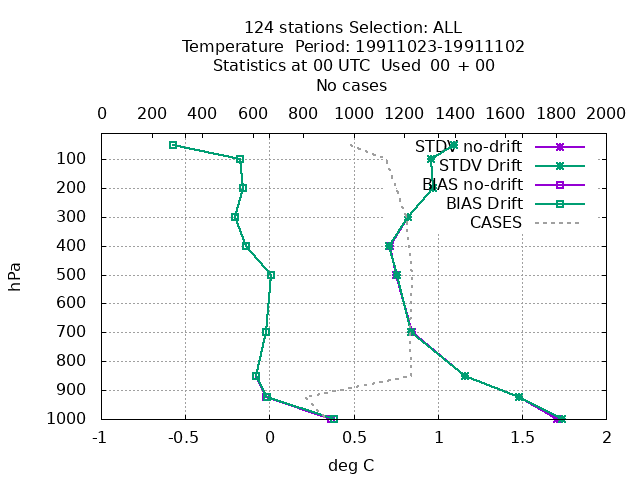 124 stations Selection: ALL
Temperature  Period: 19911023-19911102
Statistics at 00 UTC  Used  00 + 00
No cases
0 200 400 600 800 1000 1200 1400 1600 1800 2000
STDV no-drift
100 STDV Drift
200 BIAS no-drift
BIAS Drift
300 CASES
400
500
600
700
800
900
1000
hPa
-1 -0.5 0 0.5 1 1.5 2
deg C